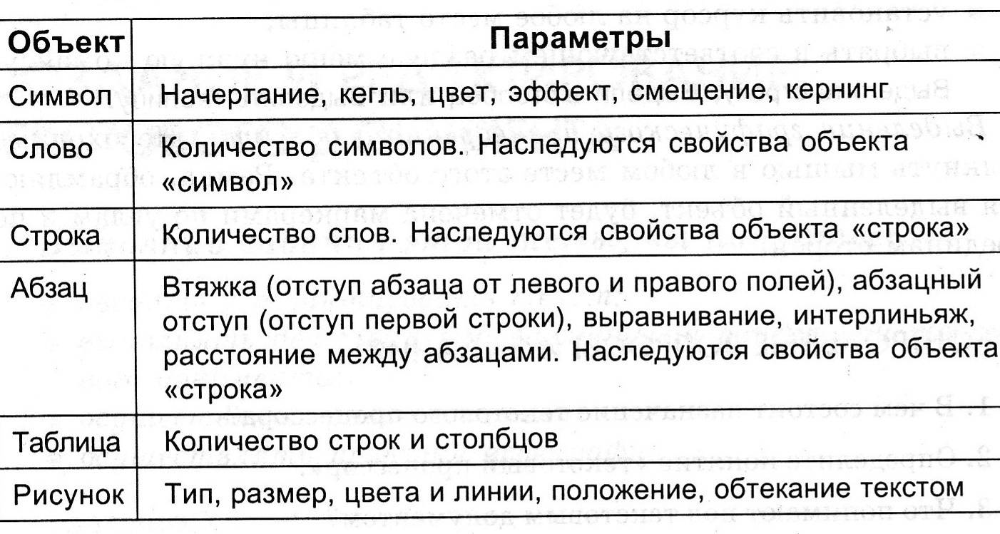 Объект Параметры
Символ Начертание, кегль, цвет, эффект, смещение, кернинг
Слово Количество символов. Наследуются свойства объекта
«символ»
Строка Количество слов. Наследуются свойства объекта «строка»
Абзац Втяжка (отступ абзаца от левого и правого полей), абзацный
отступ (отступ первой строки), выравнивание, интерлиньяж,
расстояние между абзацами. Наследуются свойства объекта
«строка»
Таблица Количество строк и столбцов
Рисунок Тип, размер, цвета и линии, положение, обтекание текстом